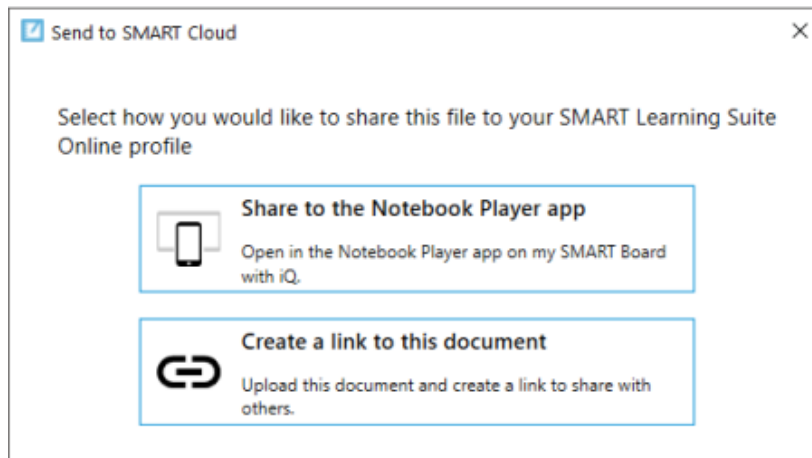 Send to SMART Cloud
Select how you would like to share this file to your SMART Learning Suite
Online profile
Share to the Notebook Player app
Open in the Notebook Player app on my SMART Board
with iQ.
Create a link to this document
Upload this document and create a link to share with
others.